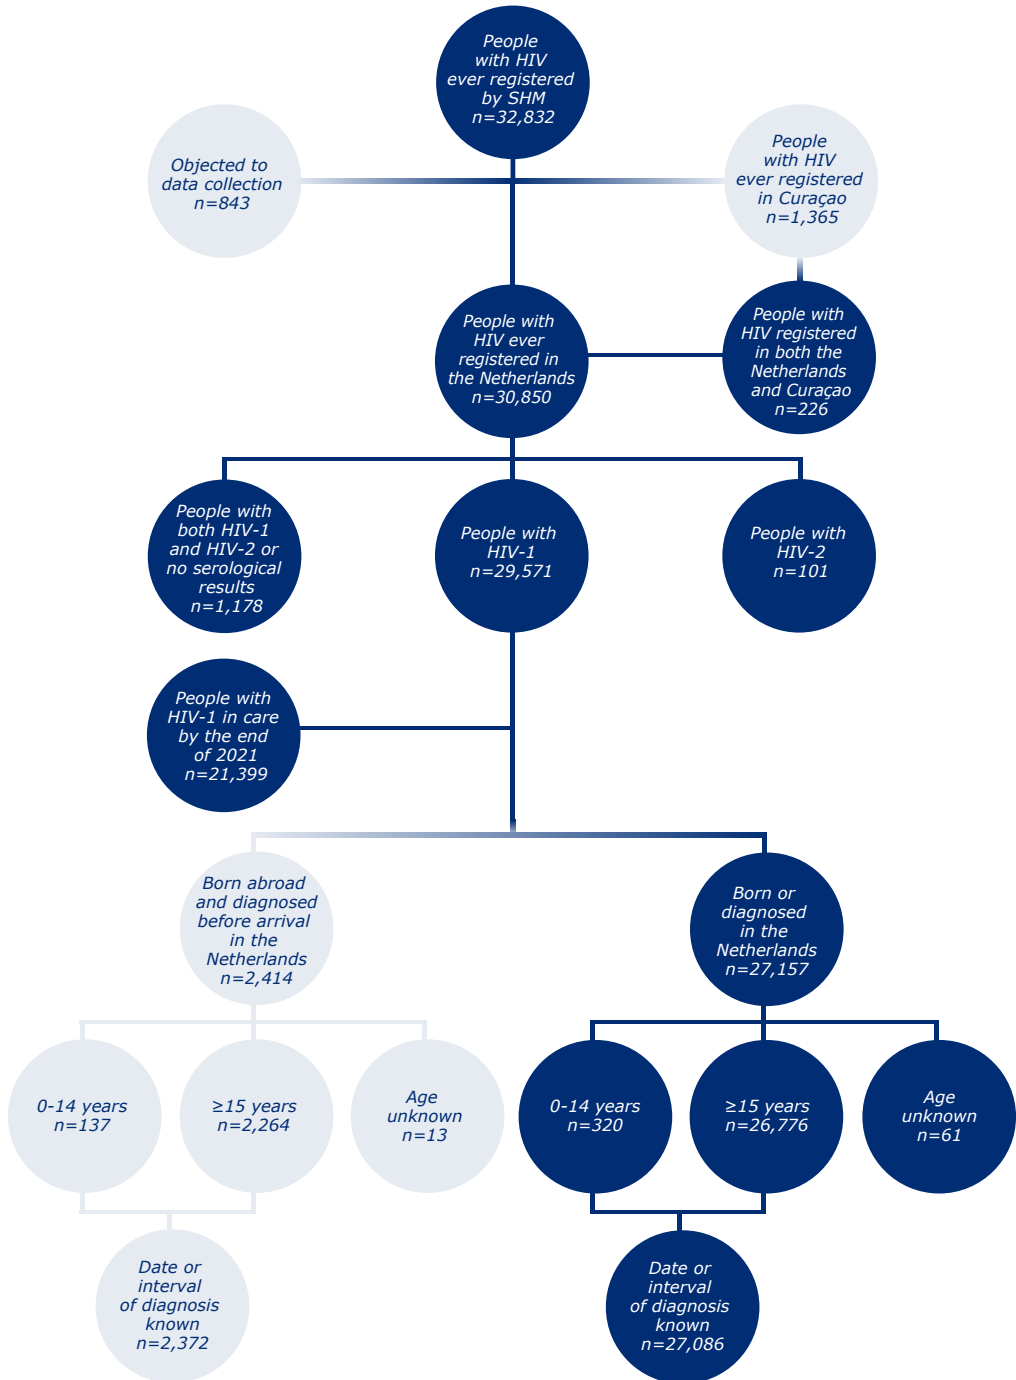 People
with HIV
ever registered
by SHM
n=32,832
Objected to
data collection
n=843
People
with HIV
ever registered
in Curaçao
n=1,365
People with
HIV ever
registered in
the Netherlands
n=30,850
People with
HIV registered
in both the
Netherlands
and Curaçao
n=226
People with
both HIV-1
and HIV-2 or
no serological
results
n=1,178
People with
HIV-1
n=29,571
People with
HIV-2
n=101
People with
HIV-1 in care
by the end
of 2021
n=21,399
Born abroad
and diagnosed
before arrival
in the
Netherlands
n=2,414
Born or
diagnosed
in the
Netherlands
n=27,157
0-14 years
n=137
≥15 years
n=2,264
Age
unknown
n=13
0-14 years
n=320
≥15 years
n=26,776
Age
unknown
n=61
Date or
interval
of diagnosis
known
n=2,372
Date or
interval
of diagnosis
known
n=27,086